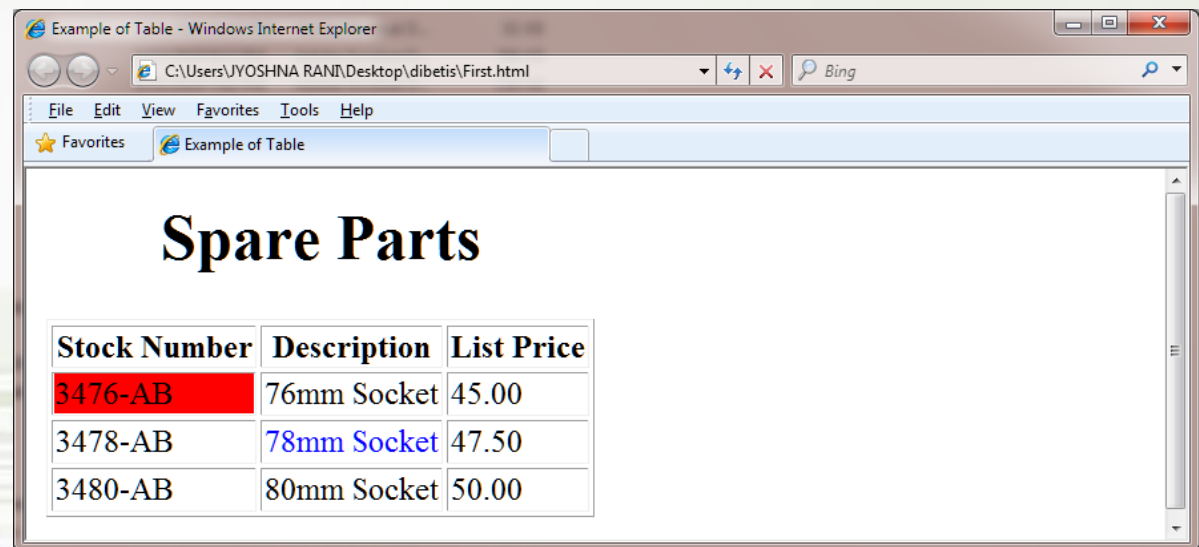 Example of Table - Windows Internet Explorer
C:\Users\JYOSHNA RANI\Desktop\dibetis\First.html
Bing
File Edit View Favorites Tools Help
Favorites Example of Table
Spare Parts
Stock Number Description List Price
3476-AB 76mm Socket 45.00
3478-AB 78mm Socket 47.50
3480-AB 80mm Socket 50.00